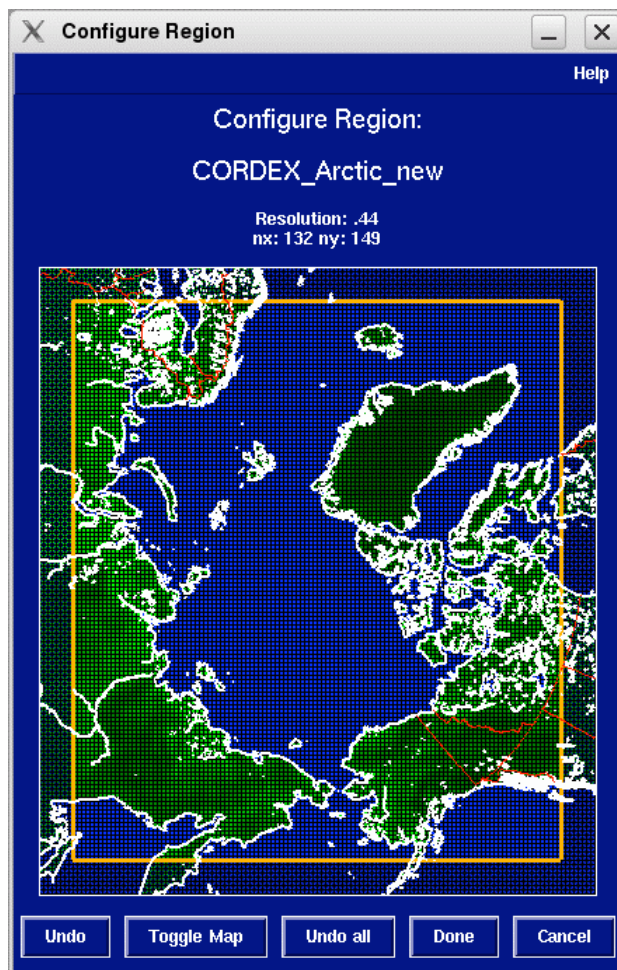 Configure Region
Help
Configure Region:
CORDEX_Arctic_new
Resolution: .44
nx: 132 ny: 149
Undo
Toggle Map
Undo all
Done
Cancel